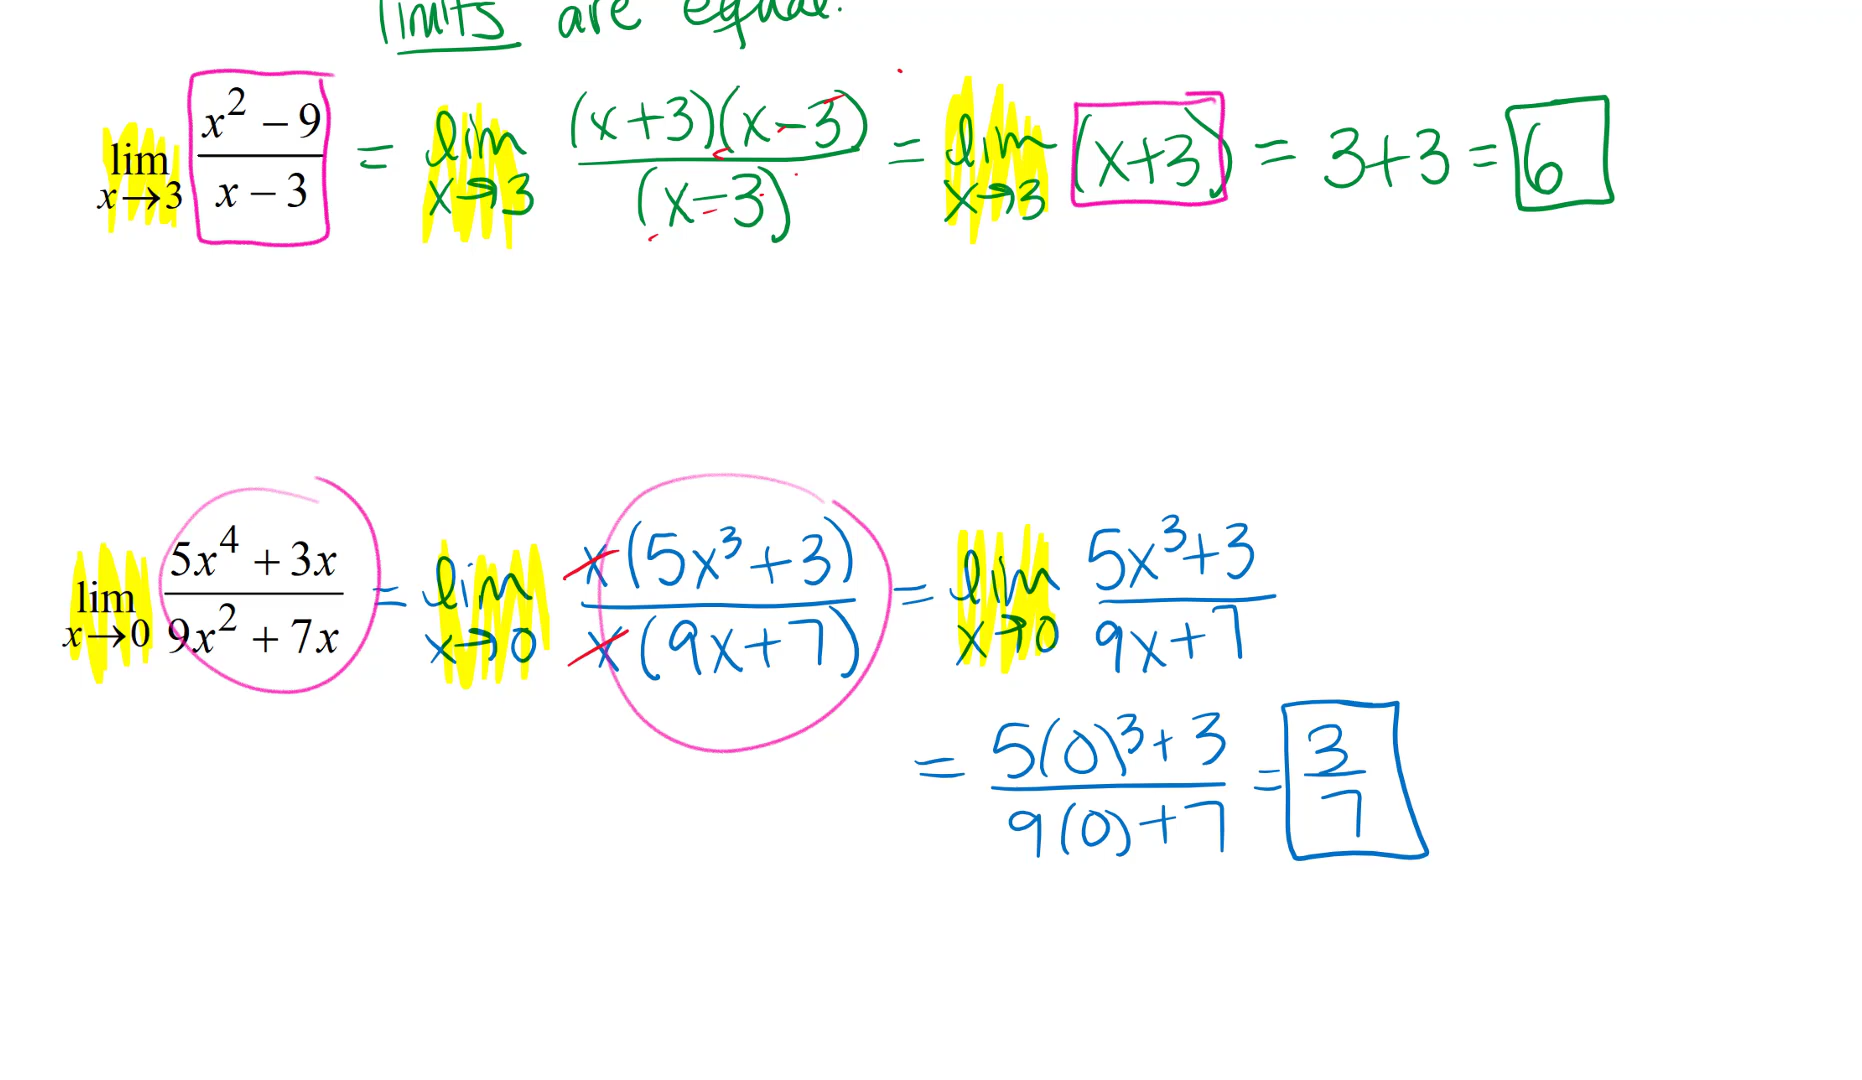 limits are equal.
lim x→3 (x² − 9)/(x − 3) = lim x→3 ((x+3)(x−3))/((x−3)) = lim x→3 (x+3) = 3+3 = 6
lim x→0 (5x⁴ + 3x)/(9x² + 7x) = lim x→0 (x(5x³+3))/(x(9x+7)) = lim x→0 (5x³+3)/(9x+7)
= (5(0)³+3)/(9(0)+7) = 3/7